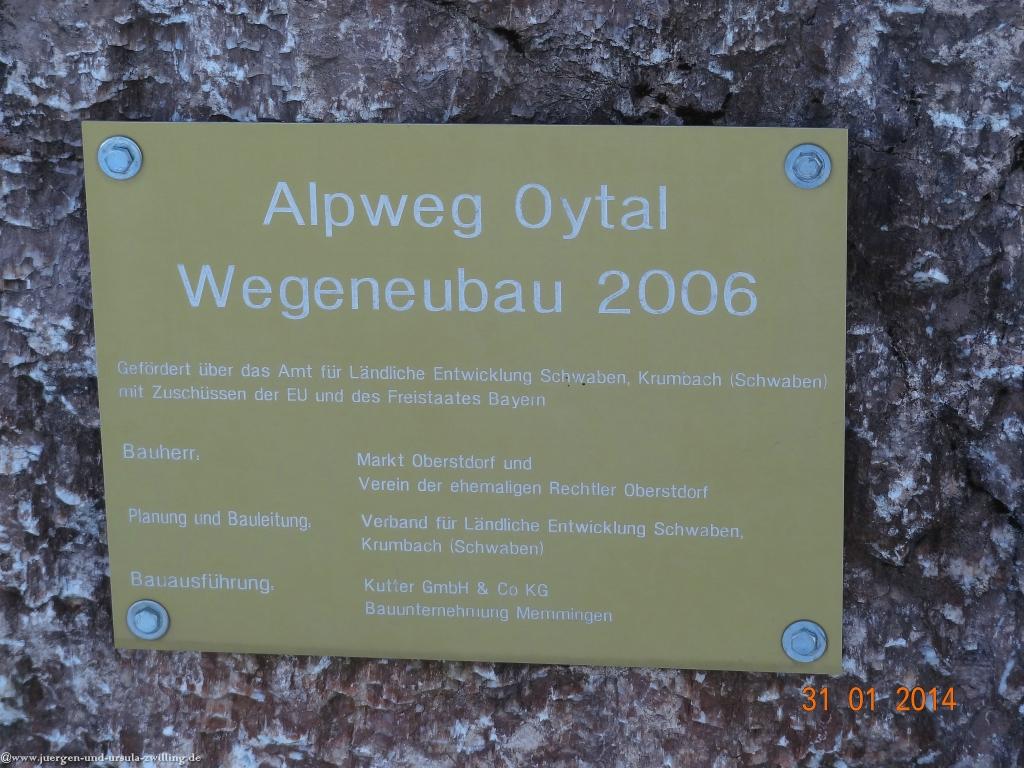 Alpweg Oytal
Wegeneubau 2006
Gefördert über das Amt für Ländliche Entwicklung Schwaben, Krumbach (Schwaben)
mit Zuschüssen der EU und des Freistaates Bayern
Bauherr: Markt Oberstdorf und
Verein der ehemaligen Rechtler Oberstdorf
Planung und Bauleitung: Verband für Ländliche Entwicklung Schwaben,
Krumbach (Schwaben)
Bauausführung: Kutter GmbH & Co KG
Bauunternehmung Memmingen
31 01 2014
@www.juergen-und-ursula-zwilling.de